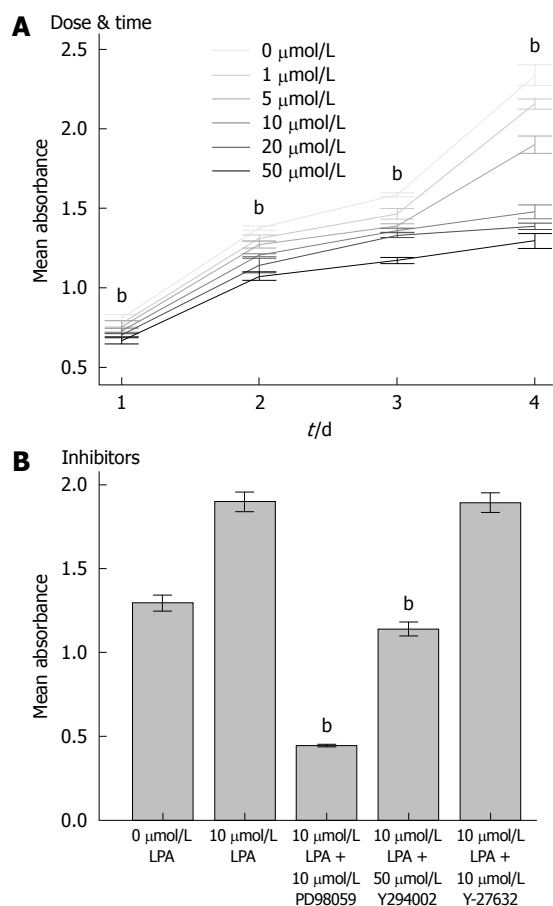 A Dose & time
2.5
2.0
1.5
1.0
0.5
Mean absorbance
0 μmol/L
1 μmol/L
5 μmol/L
10 μmol/L
20 μmol/L
50 μmol/L
b
b
b
b
1 2 3 4
t/d
B Inhibitors
2.0
1.5
1.0
0.5
0.0
Mean absorbance
b
b
0 μmol/L
LPA
10 μmol/L
LPA
10 μmol/L
LPA +
10 μmol/L
PD98059
10 μmol/L
LPA +
50 μmol/L
Y294002
10 μmol/L
LPA +
10 μmol/L
Y-27632